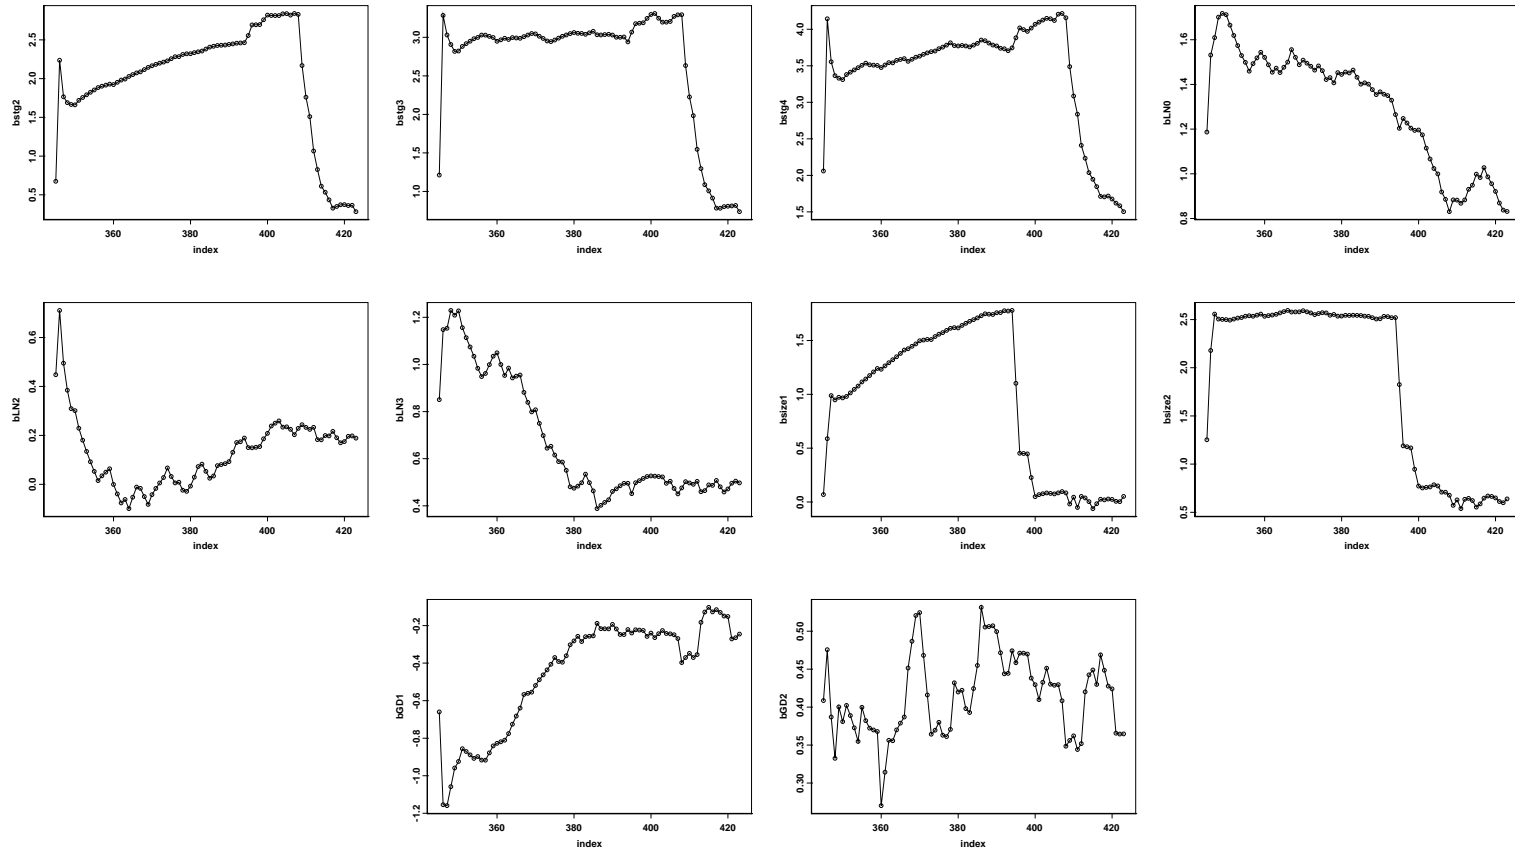 bstg2
2.5
2.0
1.5
1.0
0.5
360 380 400 420
index
bstg3
3.0
2.5
2.0
1.5
1.0
360 380 400 420
index
bstg4
4.0
3.5
3.0
2.5
2.0
1.5
360 380 400 420
index
bLN0
1.6
1.4
1.2
1.0
0.8
360 380 400 420
index
bLN2
0.6
0.4
0.2
0.0
360 380 400 420
index
bLN3
1.2
1.0
0.8
0.6
0.4
360 380 400 420
index
bsize1
1.5
1.0
0.5
0.0
360 380 400 420
index
bsize2
2.5
2.0
1.5
1.0
0.5
360 380 400 420
index
bGD1
-0.2
-0.4
-0.6
-0.8
-1.0
-1.2
360 380 400 420
index
bGD2
0.50
0.45
0.40
0.35
0.30
360 380 400 420
index